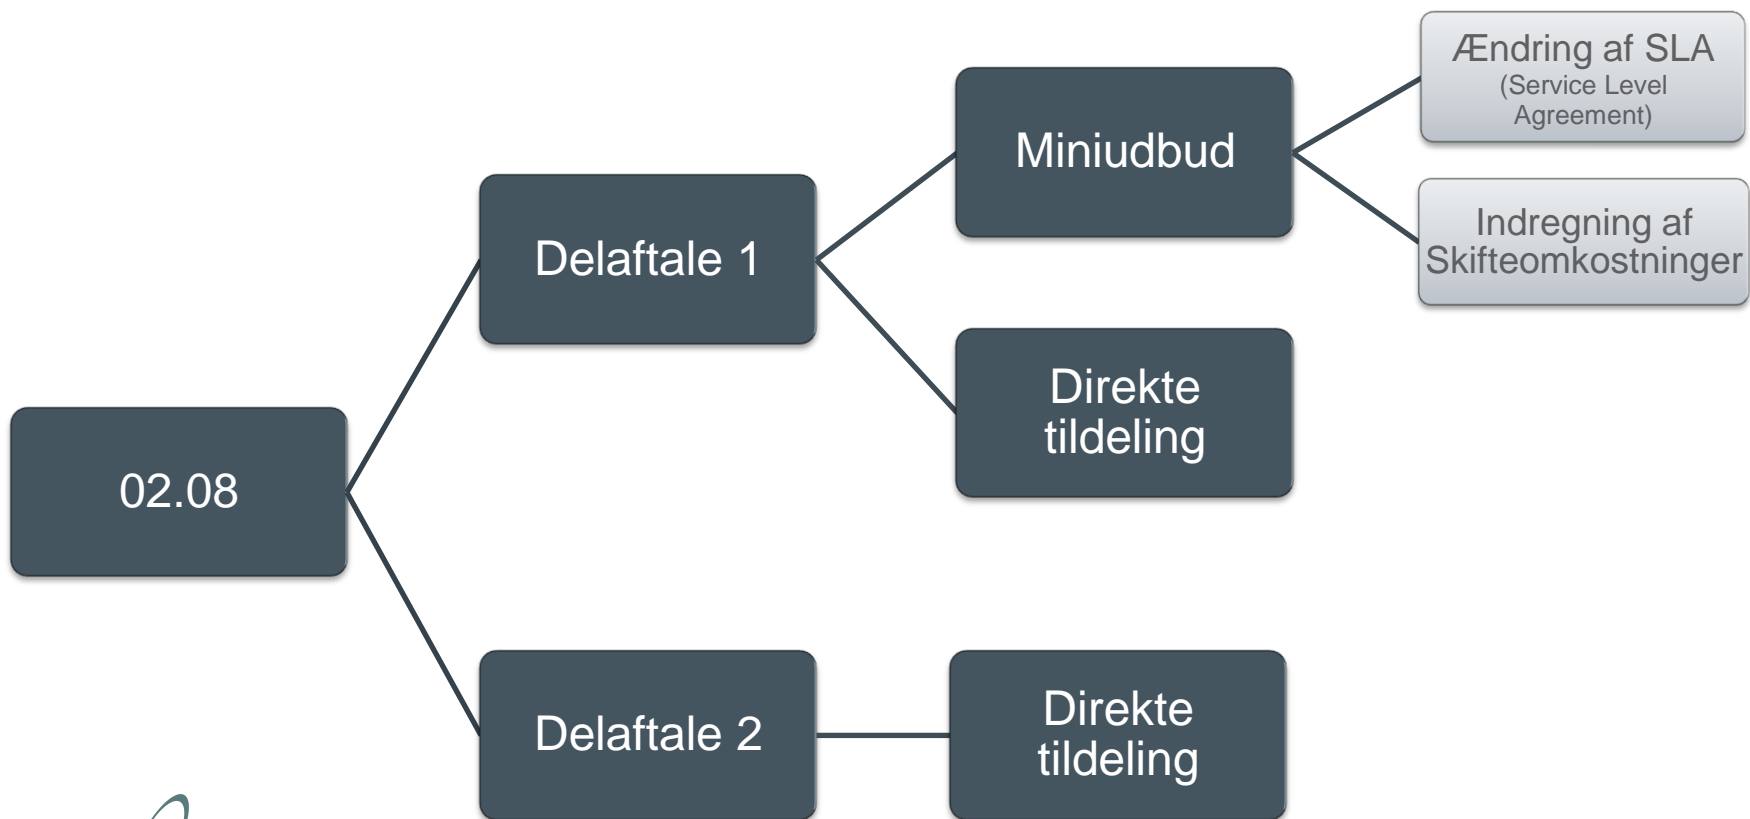 Ændring af SLA
(Service Level
Agreement)
Miniudbud
Indregning af
Skifteomkostninger
Delaftale 1
Direkte
tildeling
02.08
Delaftale 2
Direkte
tildeling